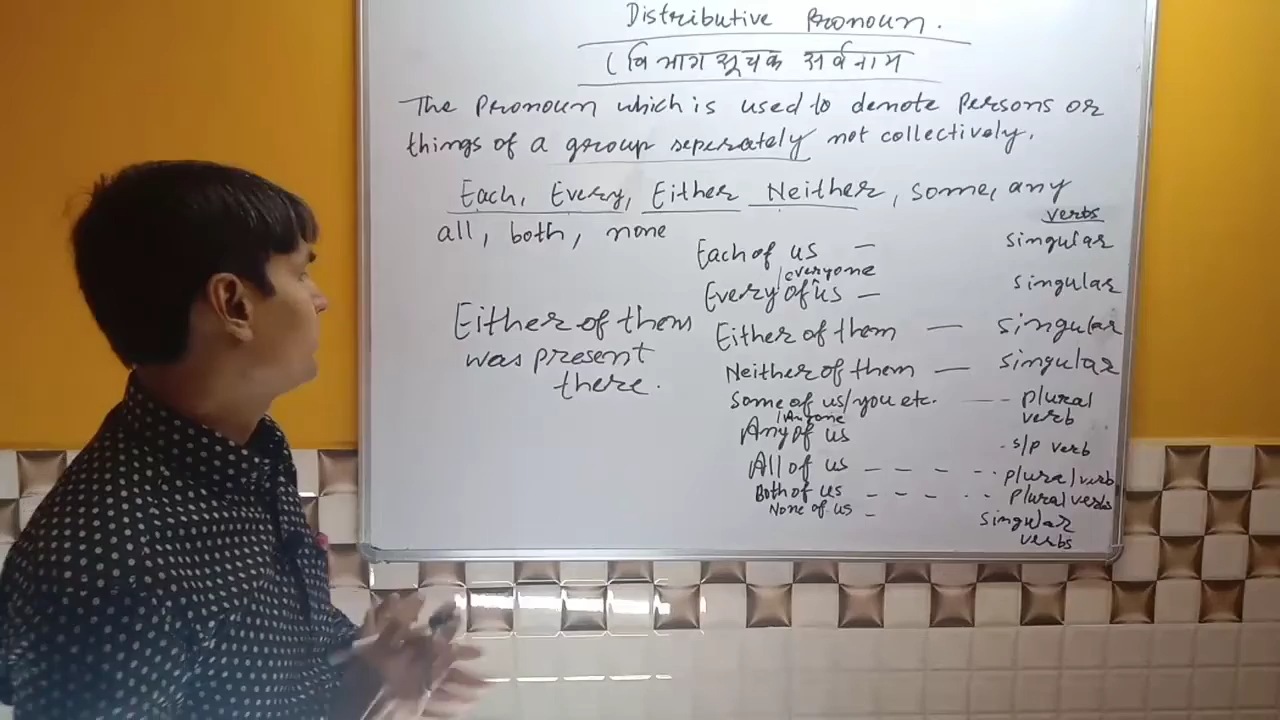 Distributive Pronoun.
( विभागसूचक सर्वनाम
The Pronoun which is used to denote persons or
things of a group seperately not collectively.
Each, Every, Either Neither, some, any
all, both, none
verbs
Each of us — singular
/everyone
Every of us — singular
Either of them — singular
Neither of them — singular
Some of us/you etc. —-- plural
verb
/Anyone
Any of us - s/p verb
All of us - - - - -- plural verb
Both of us - - - -- plural verbs
None of us - singular
verbs
Either of them
was present
there.